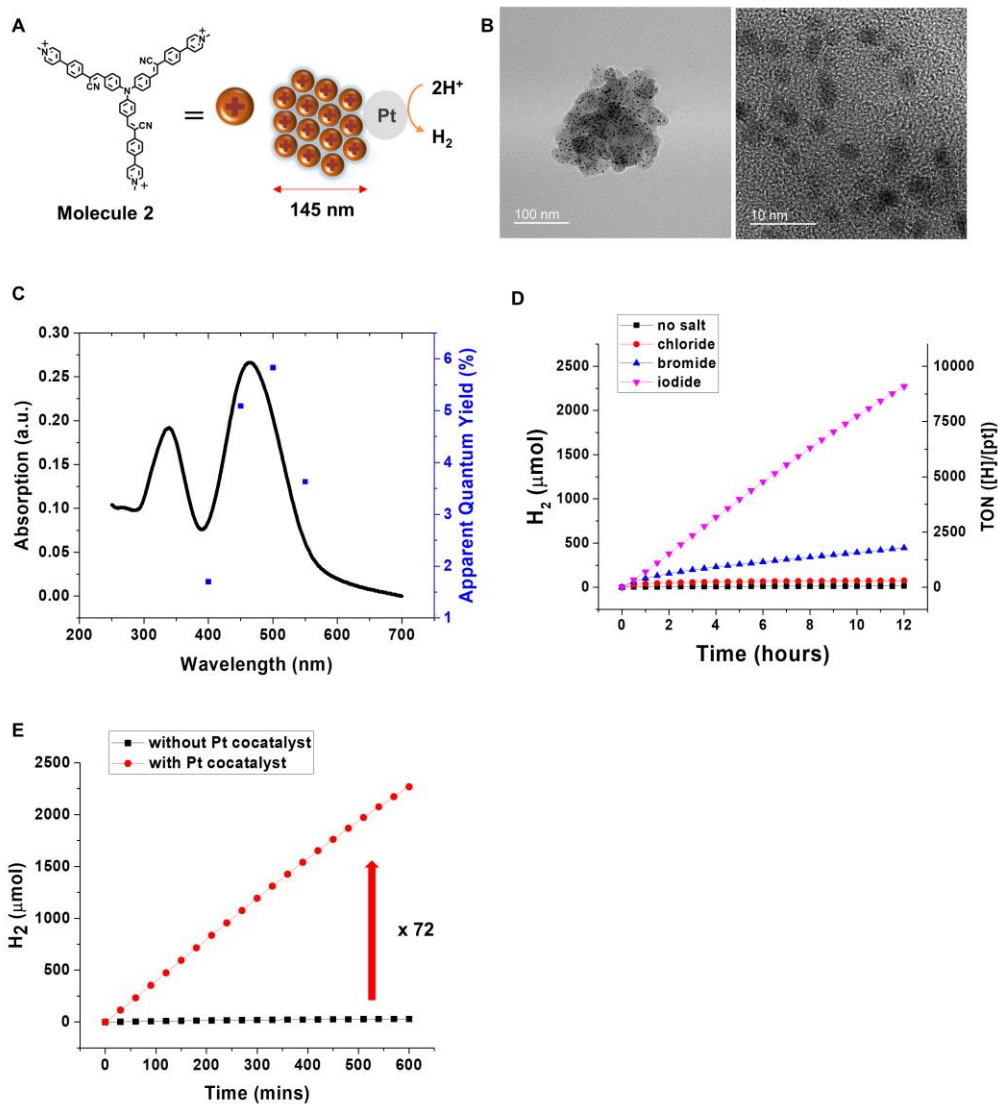 A
N
+
CN
N
+
CN
N
CN
N
+
Molecule 2
=
+
Pt
2H⁺
H₂
145 nm
B
100 nm
10 nm
C
0.30
0.25
0.20
0.15
0.10
0.05
0.00
Absorption (a.u.)
200 300 400 500 600 700
Wavelength (nm)
6
5
4
3
2
1
Apparent Quantum Yield (%)
D
no salt
chloride
bromide
iodide
2500
2000
1500
1000
500
0
H₂ (μmol)
0 2 4 6 8 10 12
Time (hours)
10000
7500
5000
2500
0
TON ([H]/[pt])
E
without Pt cocatalyst
with Pt cocatalyst
2500
2000
1500
1000
500
0
H₂ (μmol)
x 72
0 100 200 300 400 500 600
Time (mins)